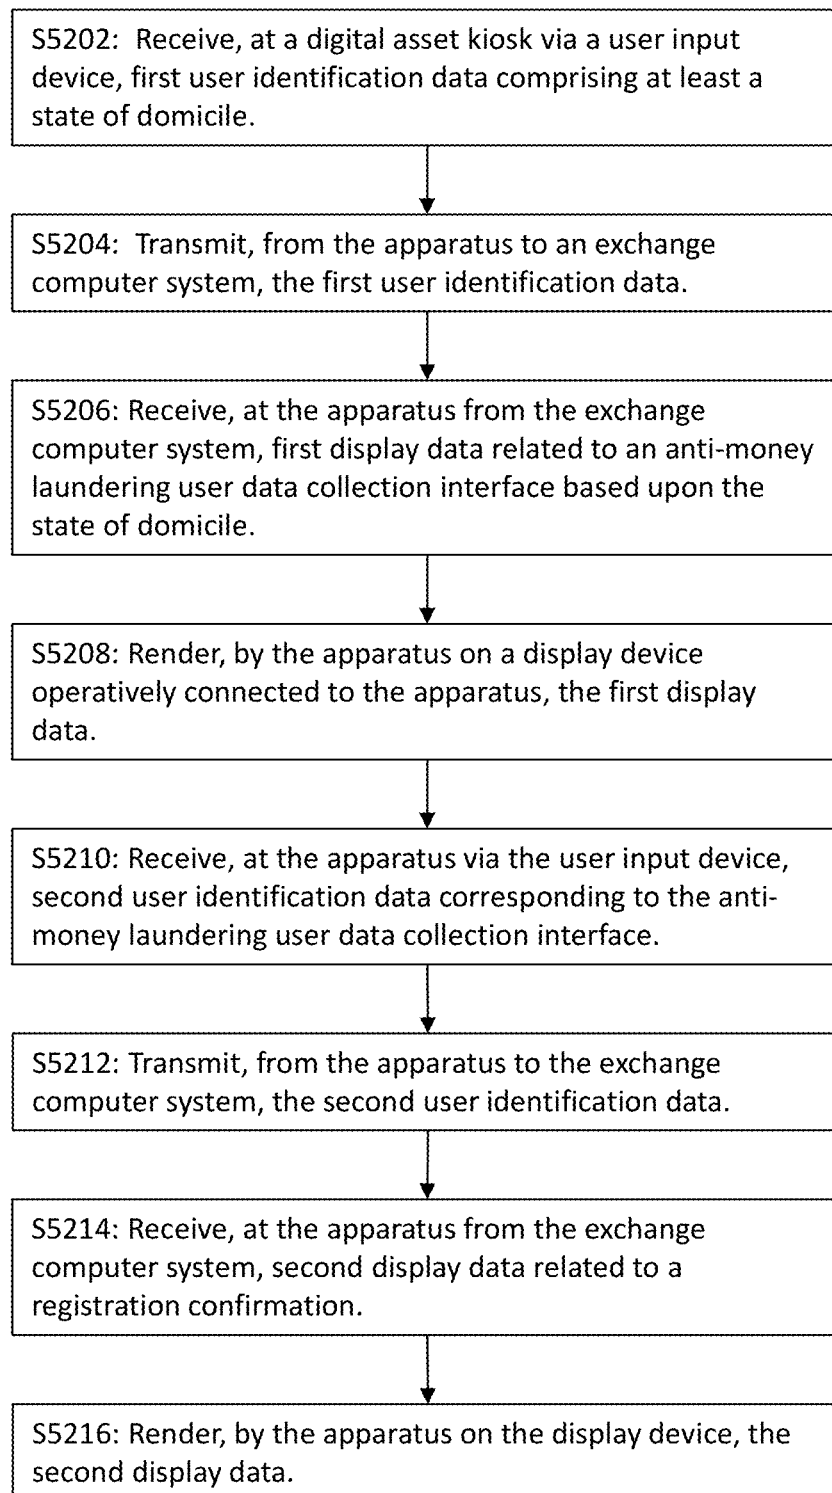 S5202: Receive, at a digital asset kiosk via a user input
device, first user identification data comprising at least a
state of domicile.
S5204: Transmit, from the apparatus to an exchange
computer system, the first user identification data.
S5206: Receive, at the apparatus from the exchange
computer system, first display data related to an anti-money
laundering user data collection interface based upon the
state of domicile.
S5208: Render, by the apparatus on a display device
operatively connected to the apparatus, the first display
data.
S5210: Receive, at the apparatus via the user input device,
second user identification data corresponding to the anti-
money laundering user data collection interface.
S5212: Transmit, from the apparatus to the exchange
computer system, the second user identification data.
S5214: Receive, at the apparatus from the exchange
computer system, second display data related to a
registration confirmation.
S5216: Render, by the apparatus on the display device, the
second display data.